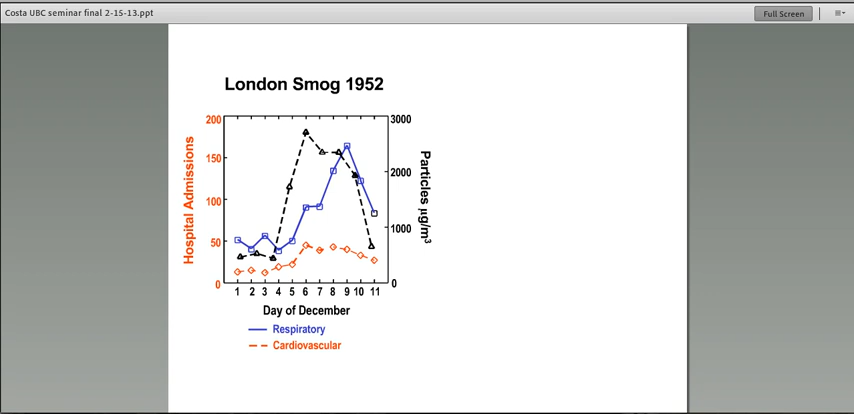 Costa UBC seminar final 2-15-13.ppt
Full Screen
London Smog 1952
Hospital Admissions
200
150
100
50
0
3000
2000
1000
0
Particles µg/m³
1 2 3 4 5 6 7 8 9 10 11
Day of December
Respiratory
Cardiovascular